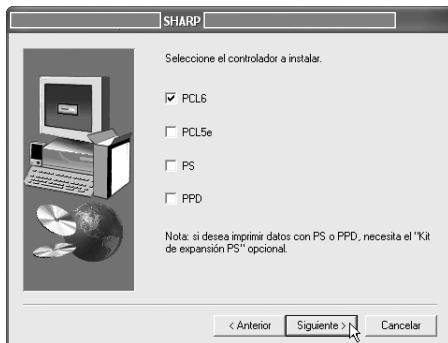 SHARP
Seleccione el controlador a instalar.
PCL6
PCL5e
PS
PPD
Nota: si desea imprimir datos con PS o PPD, necesita el "Kit
de expansión PS" opcional.
< Anterior
Siguiente >
Cancelar